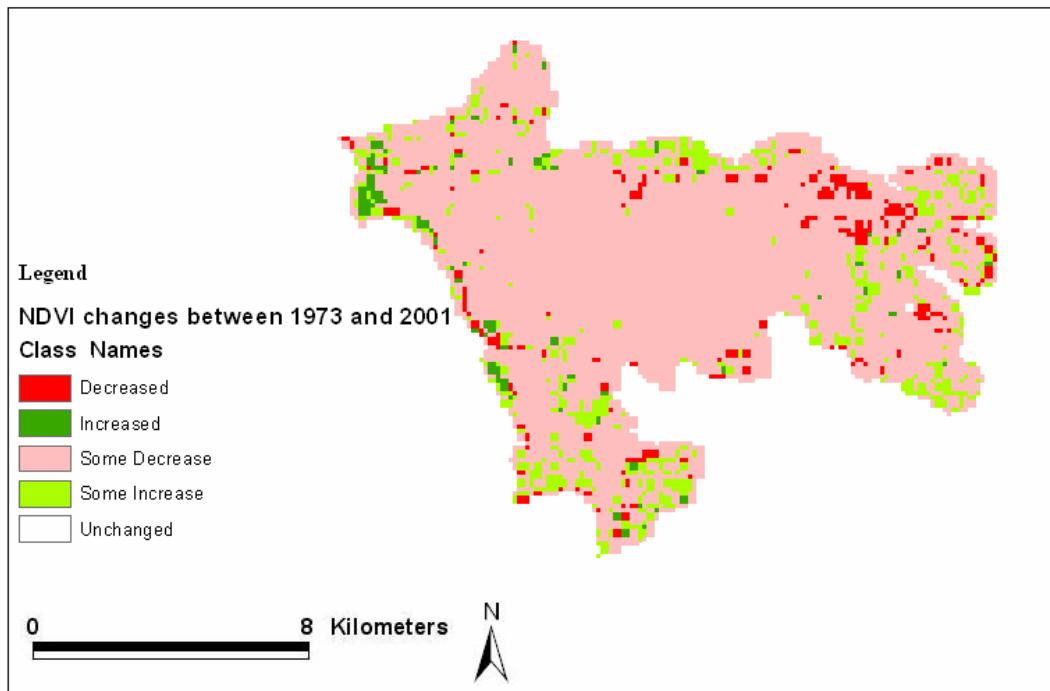 Legend
NDVI changes between 1973 and 2001
Class Names
Decreased
Increased
Some Decrease
Some Increase
Unchanged
0 8 Kilometers
N